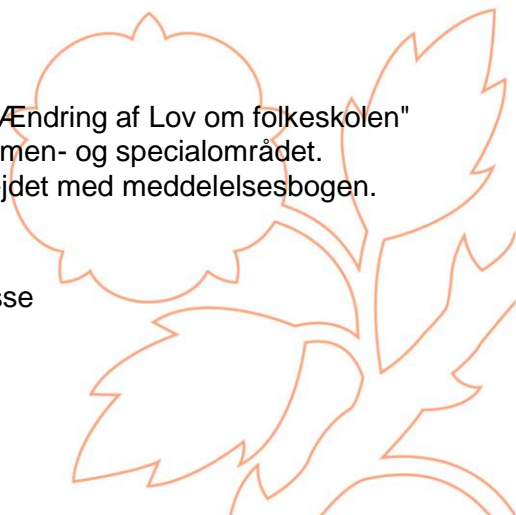 Ændring af Lov om folkeskolen"
men- og specialområdet.
jdet med meddelelsesbogen.
sse